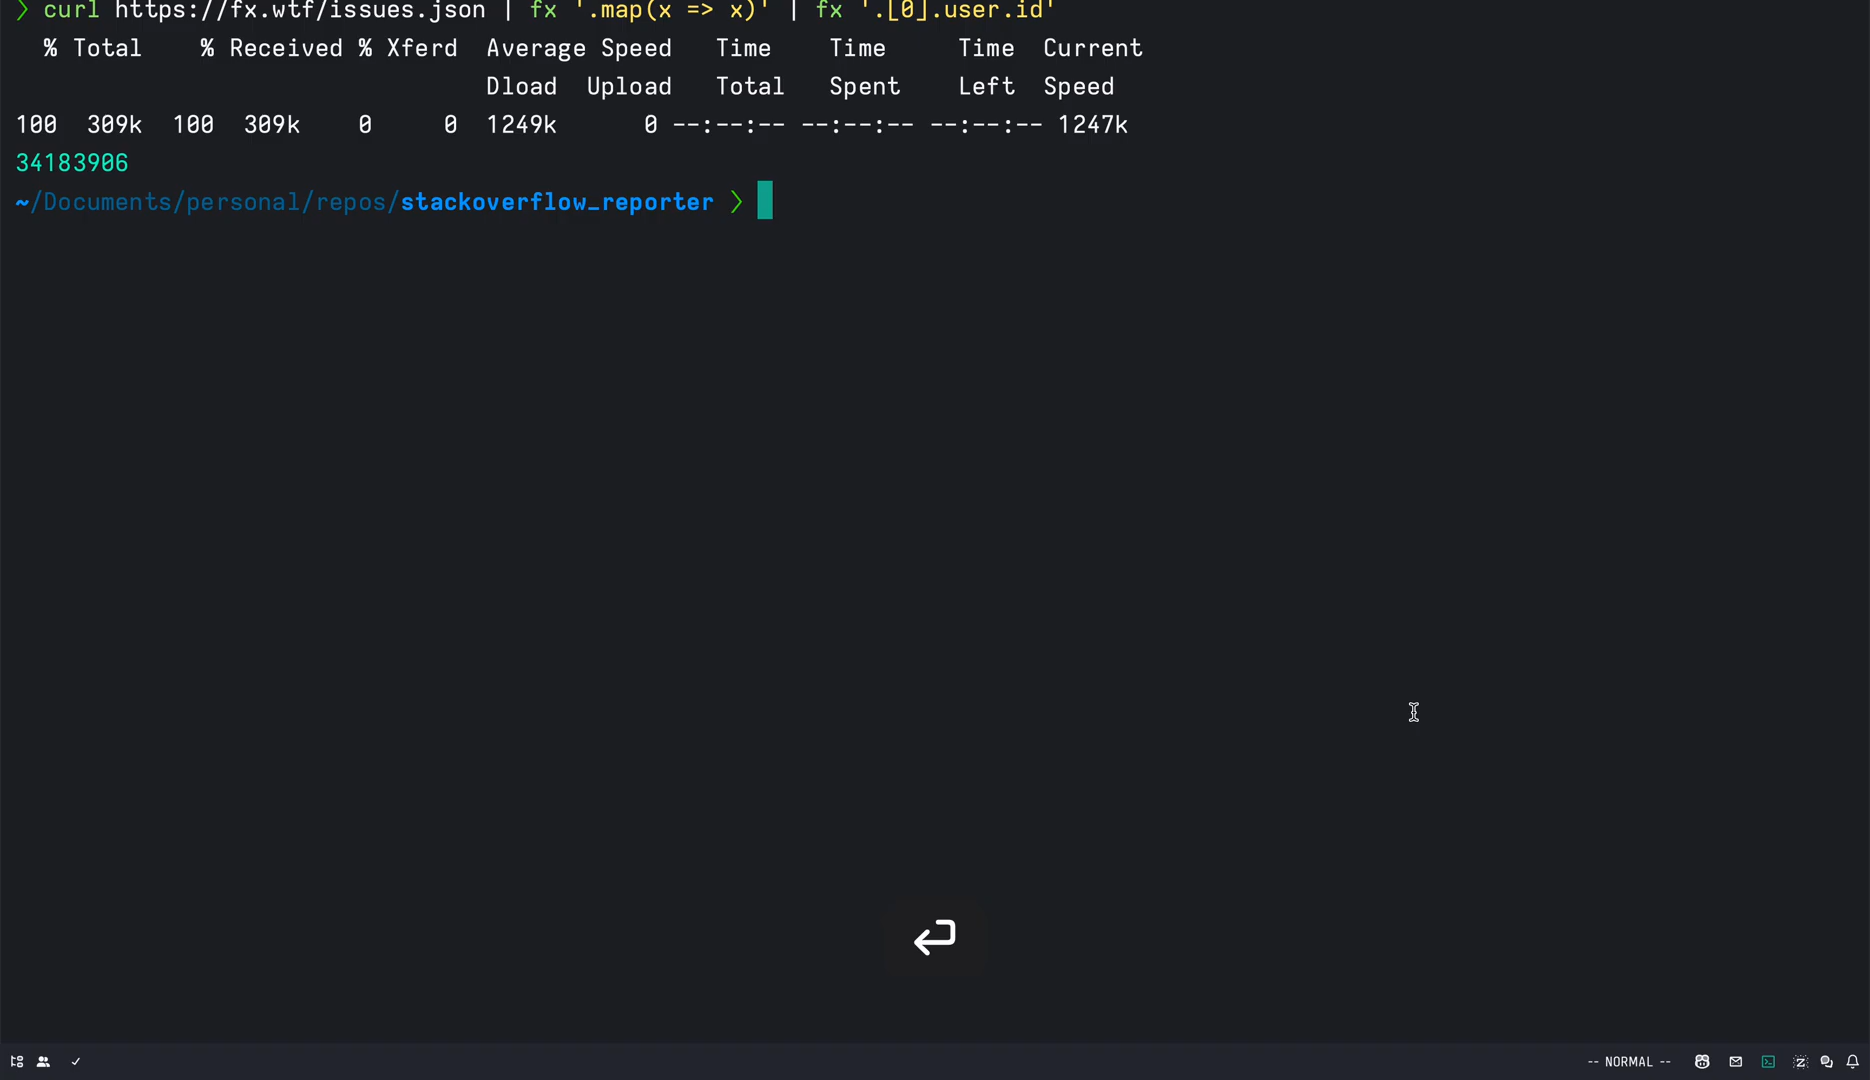 ❯ curl https://fx.wtf/issues.json | fx '.map(x => x)' | fx '.[0].user.id'
  % Total    % Received % Xferd  Average Speed   Time    Time     Time  Current
                                 Dload  Upload   Total   Spent    Left  Speed
100  309k  100  309k    0     0  1249k      0 --:--:-- --:--:-- --:--:-- 1247k
34183906
~/Documents/personal/repos/stackoverflow_reporter ❯
-- NORMAL --